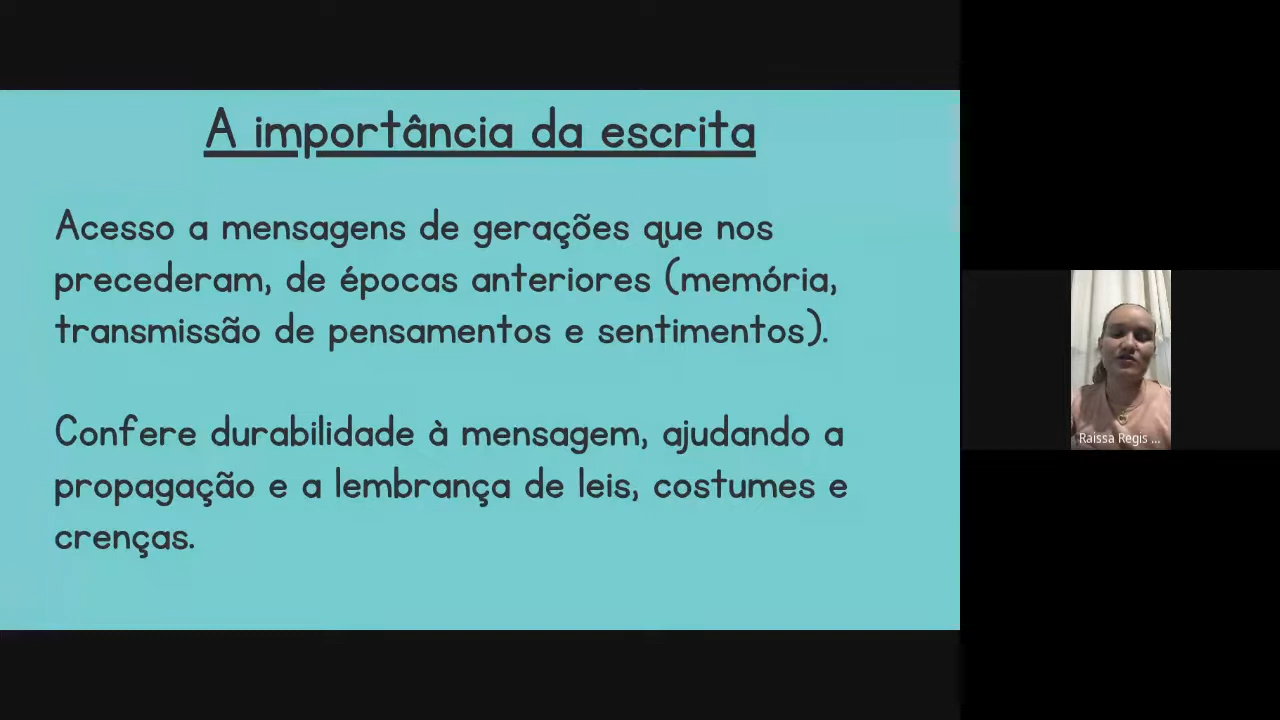 A importância da escrita
Acesso a mensagens de gerações que nos
precederam, de épocas anteriores (memória,
transmissão de pensamentos e sentimentos).
Confere durabilidade à mensagem, ajudando a
propagação e a lembrança de leis, costumes e
crenças.
Raissa Regis ...